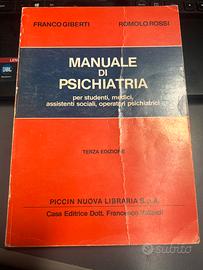 FRANCO GIBERTI ROMOLO ROSSI
MANUALE
DI
PSICHIATRIA
per studenti, medici,
assistenti sociali, operatori psichiatrici
TERZA EDIZIONE
PICCIN NUOVA LIBRARIA S.p.A.
Casa Editrice Dott. Francesco Vallardi
JBL
subito